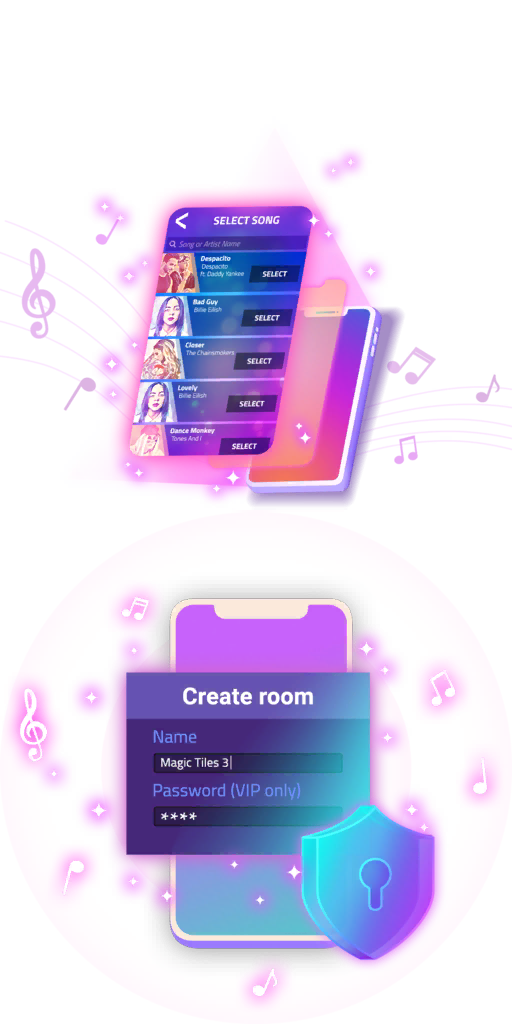 SELECT SONG
Song or Artist Name
Despacito
Despacito
ft. Daddy Yankee
SELECT
Bad Guy
Billie Eilish
SELECT
Closer
The Chainsmokers
SELECT
Lovely
Billie Eilish
SELECT
Dance Monkey
Tones And I
SELECT
Create room
Name
Magic Tiles 3
Password (VIP only)
****